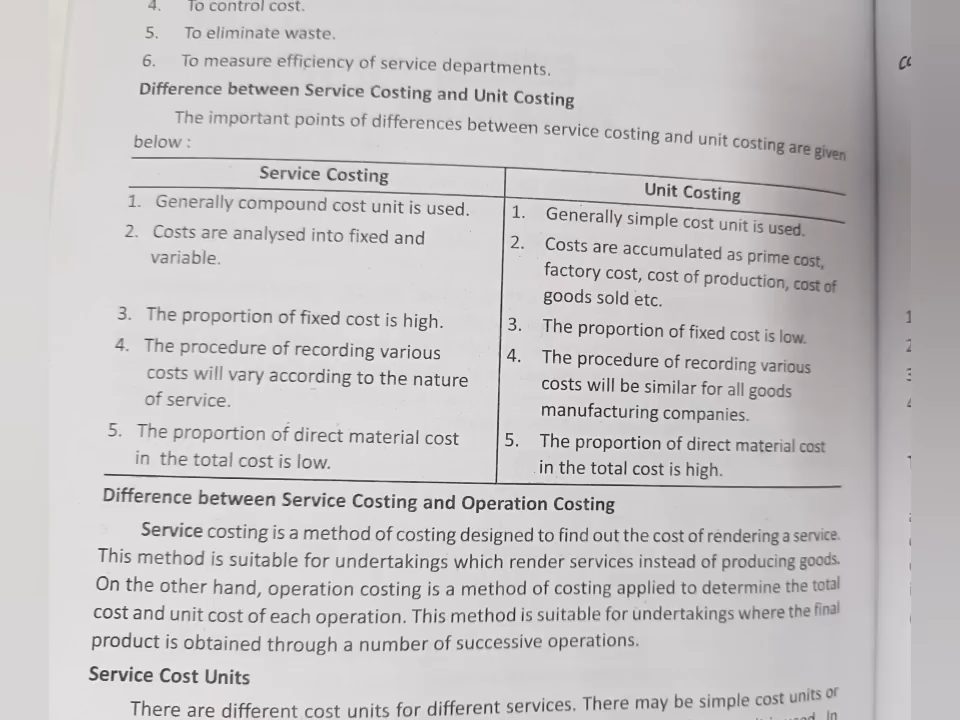 4. To control cost.
5. To eliminate waste.
6. To measure efficiency of service departments.
Difference between Service Costing and Unit Costing
The important points of differences between service costing and unit costing are given
below :
Service Costing
1. Generally compound cost unit is used.
2. Costs are analysed into fixed and
variable.
3. The proportion of fixed cost is high.
4. The procedure of recording various
costs will vary according to the nature
of service.
5. The proportion of direct material cost
in the total cost is low.
Unit Costing
1. Generally simple cost unit is used.
2. Costs are accumulated as prime cost,
factory cost, cost of production, cost of
goods sold etc.
3. The proportion of fixed cost is low.
4. The procedure of recording various
costs will be similar for all goods
manufacturing companies.
5. The proportion of direct material cost
in the total cost is high.
Difference between Service Costing and Operation Costing
Service costing is a method of costing designed to find out the cost of rendering a service.
This method is suitable for undertakings which render services instead of producing goods.
On the other hand, operation costing is a method of costing applied to determine the total
cost and unit cost of each operation. This method is suitable for undertakings where the final
product is obtained through a number of successive operations.
Service Cost Units
There are different cost units for different services. There may be simple cost units or
In